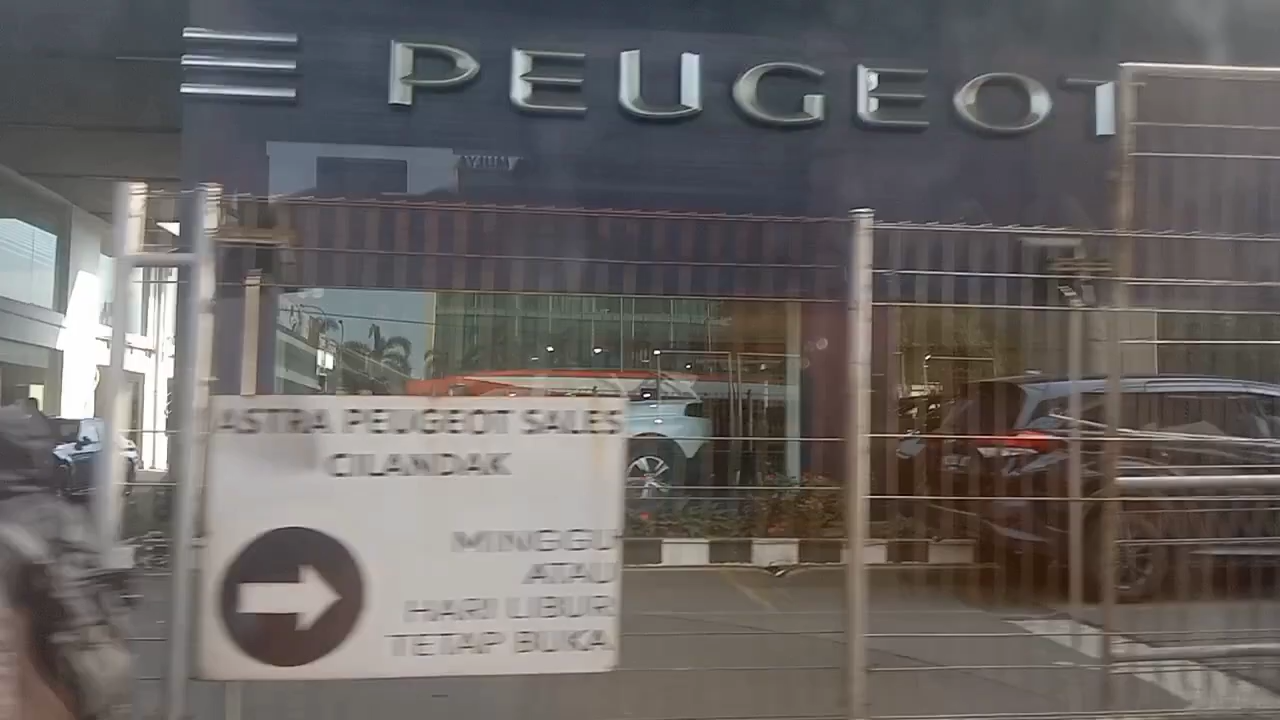 PEUGEOT
ASTRA PEUGEOT SALES
CILANDAK
MINGGU
ATAU
HARI LIBUR
TETAP BUKA